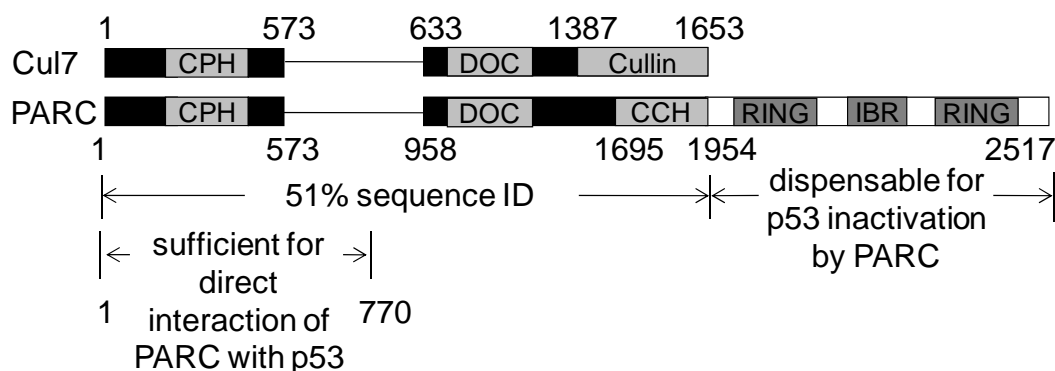 1 573 633 1387 1653
Cul7 CPH DOC Cullin
PARC CPH DOC CCH RING IBR RING
1 573 958 1695 1954 2517
51% sequence ID
dispensable for
p53 inactivation
by PARC
sufficient for
direct
interaction of
PARC with p53
1 770